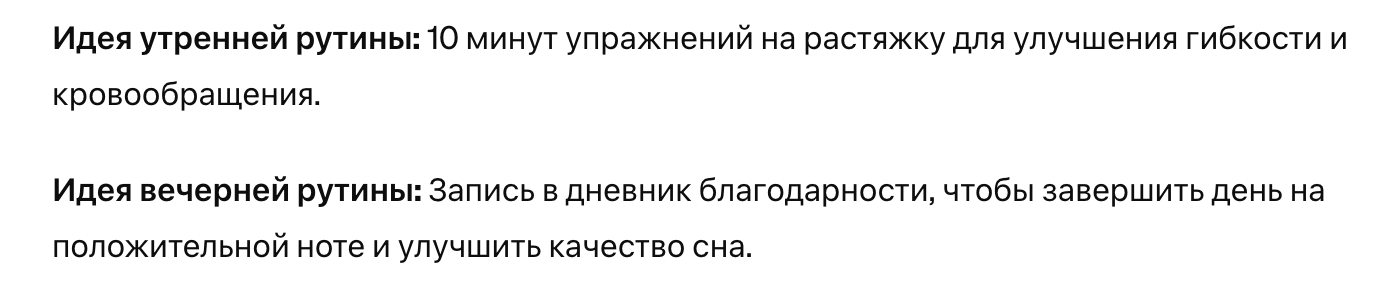 Идея утренней рутины: 10 минут упражнений на растяжку для улучшения гибкости и
кровообращения.
Идея вечерней рутины: Запись в дневник благодарности, чтобы завершить день на
положительной ноте и улучшить качество сна.